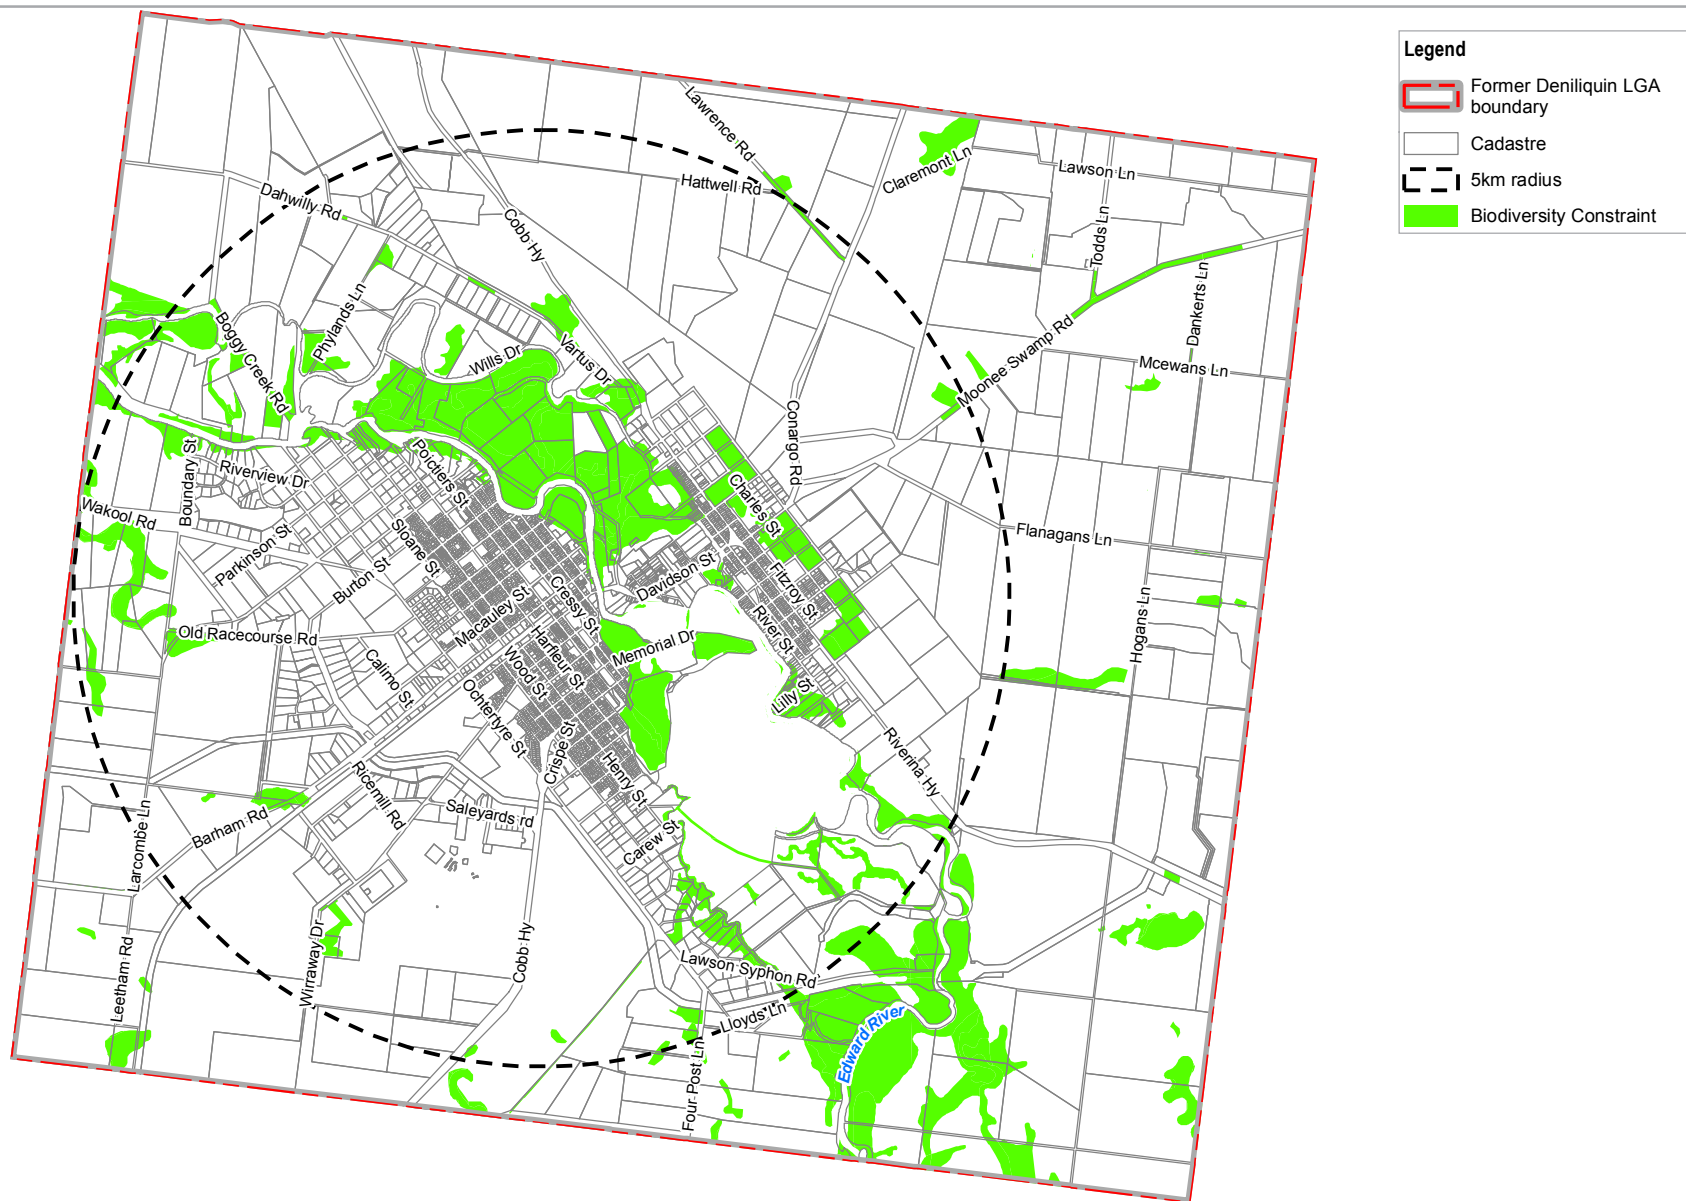 Legend
Former Deniliquin LGA
boundary
Cadastre
5km radius
Biodiversity Constraint
Lawrence Rd
Hattwell Rd
Claremont Ln
Lawson Ln
Todds Ln
Dahwilly Rd
Cobb Hy
Dankerts Ln
Phylands Ln
Boggy Creek Rd
Wills Dr
Vartus Dr
Moonee Swamp Rd
Mcewans Ln
Conargo Rd
Boundary St
Riverview Dr
Poictiers St
Charles St
Wakool Rd
Parkinson St
Sloane St
Burton St
Flanagans Ln
Davidson St
Fitzroy St
Cressy St
Macauley St
River St
Hogans Ln
Old Racecourse Rd
Harfleur St
Memorial Dr
Calimo St
Wood St
Ochtertyre St
Lilly St
Crispe St
Henry St
Riverina Hy
Ricemill Rd
Saleyards rd
Barham Rd
Larcombe Ln
Carew St
Leetham Rd
Wirraway Dr
Cobb Hy
Lawson Syphon Rd
Lloyds Ln
Edward River
Four Post Ln